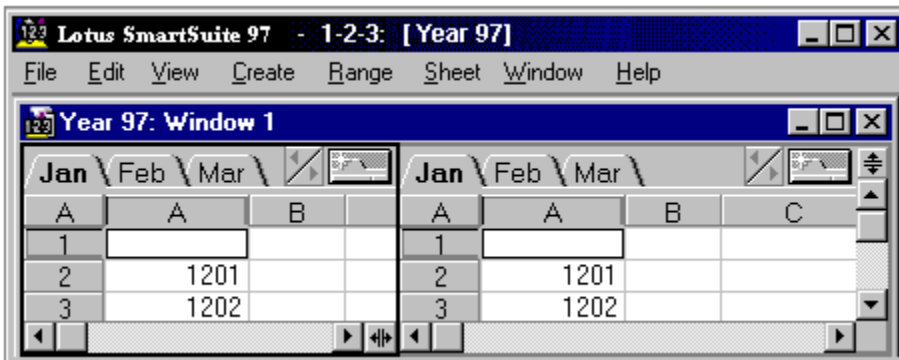 Lotus SmartSuite 97 - 1-2-3: [ Year 97]
File Edit View Create Range Sheet Window Help
Year 97: Window 1
Jan Feb Mar Jan Feb Mar
A A B A A B C
1 1
2 1201 2 1201
3 1202 3 1202